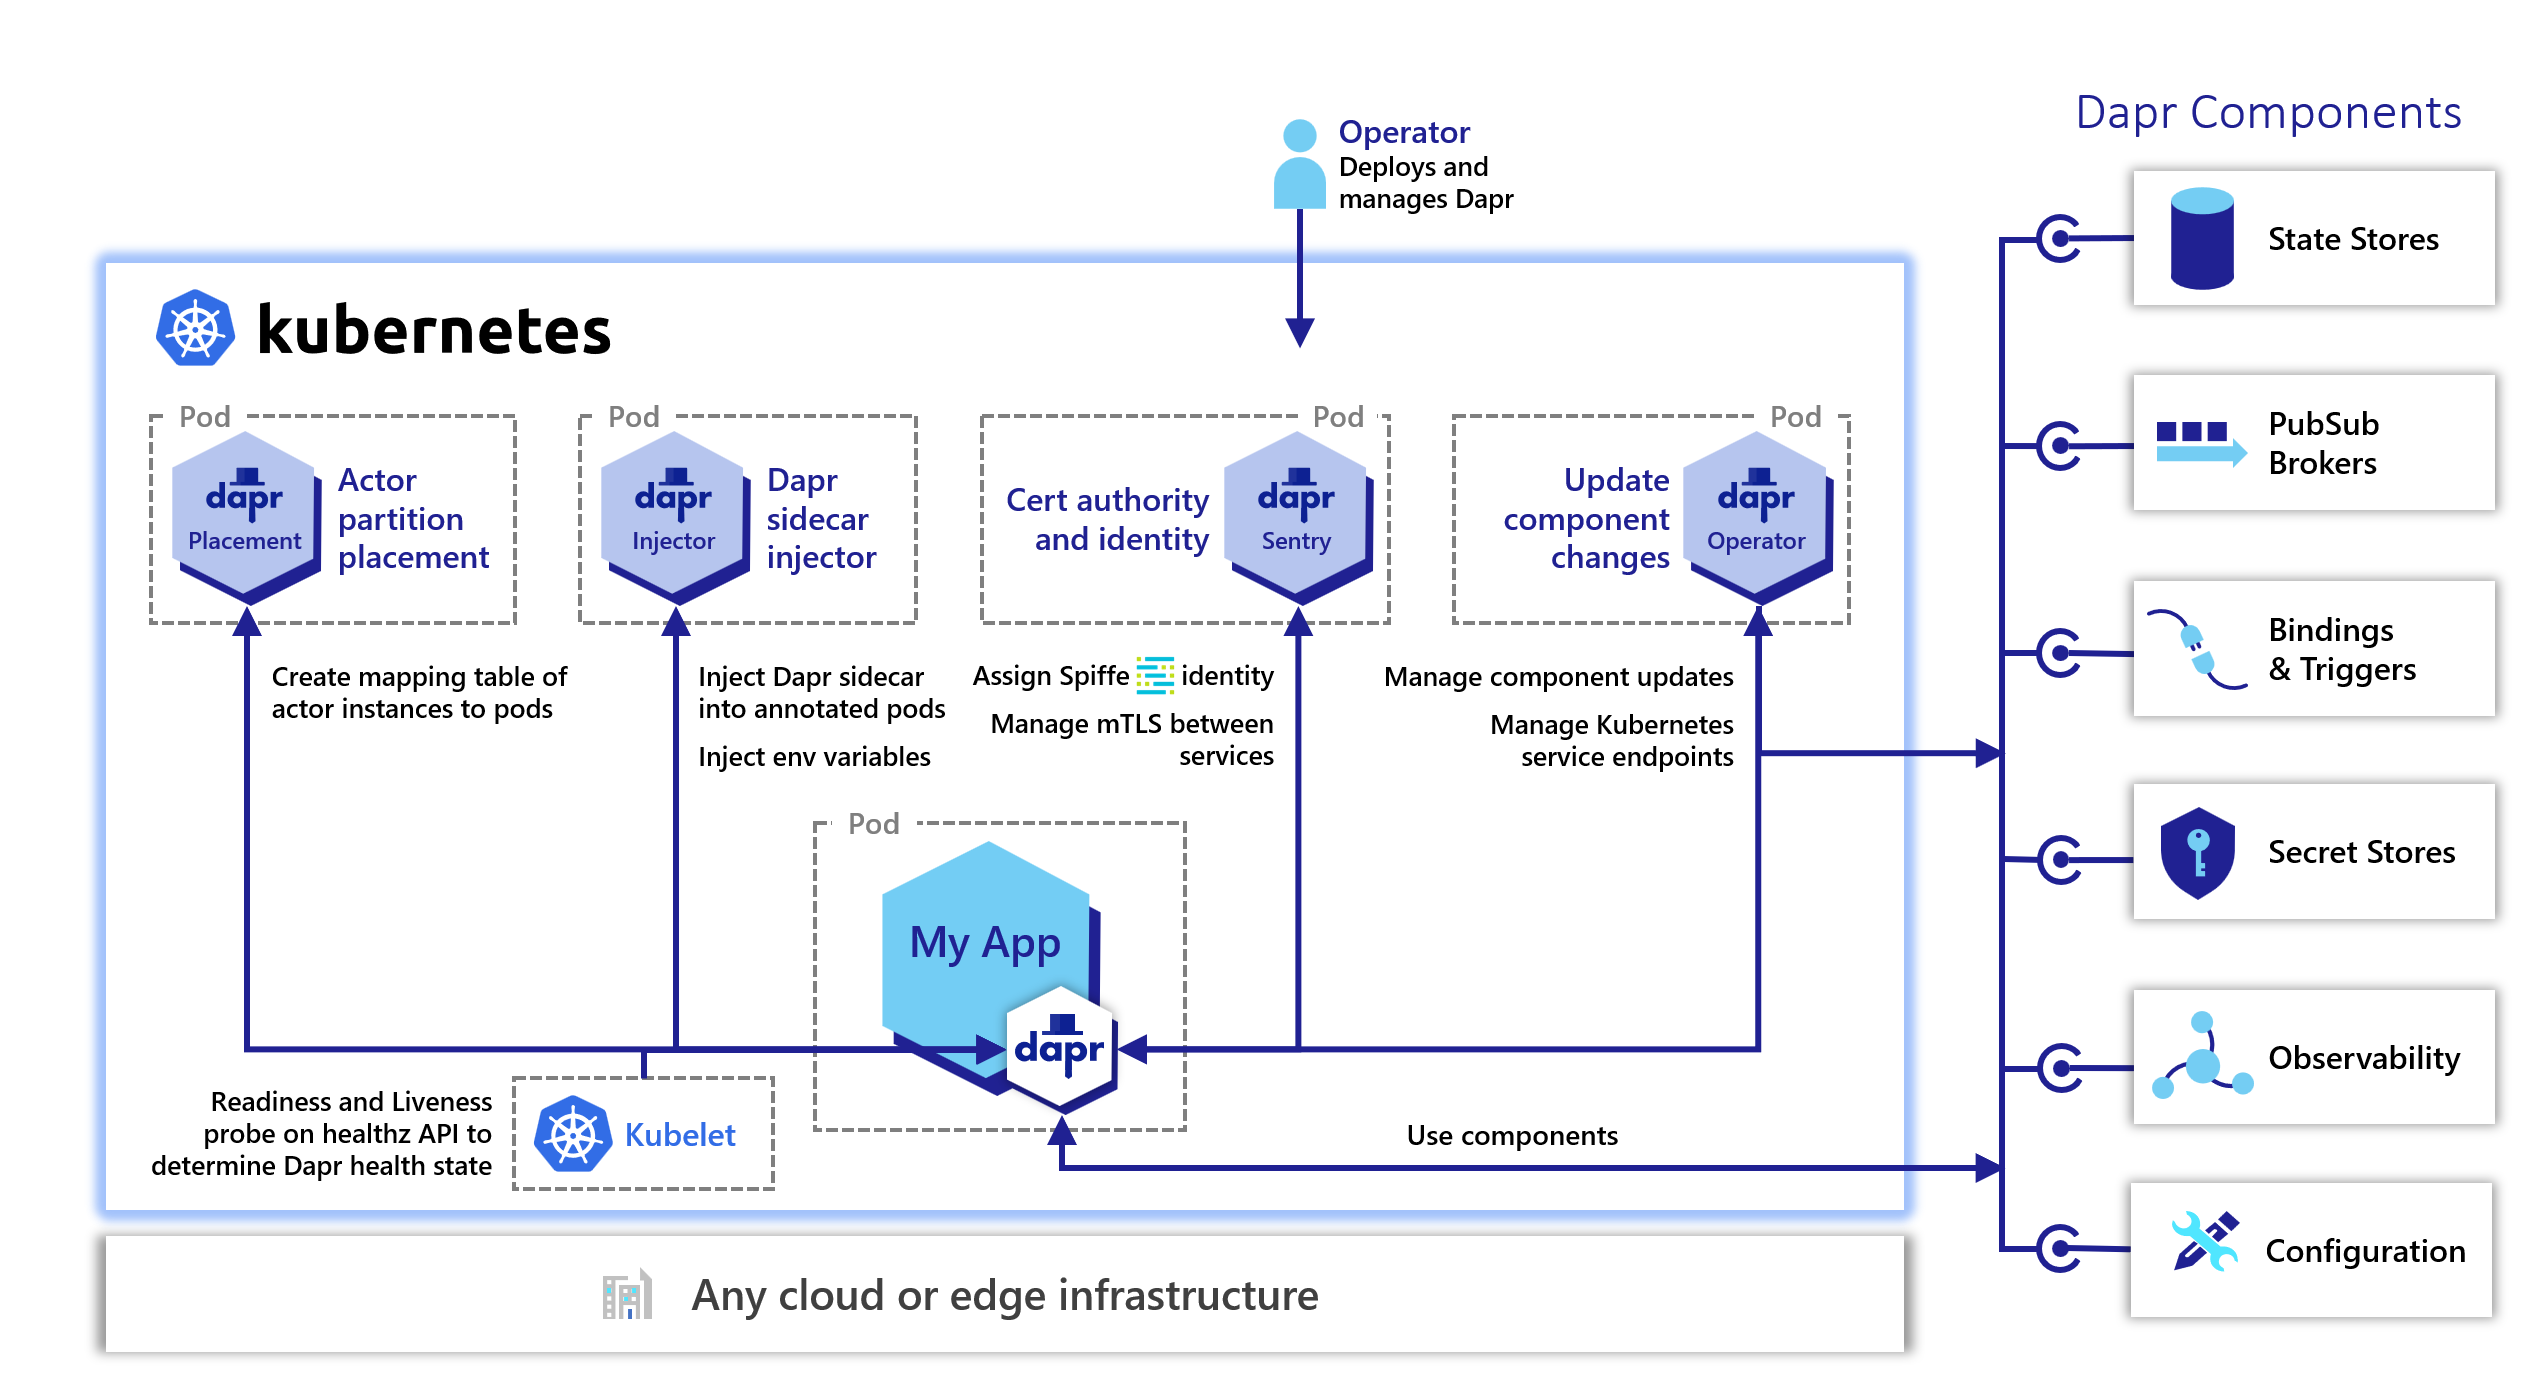 Dapr Components
Operator
Deploys and
manages Dapr
kubernetes
Pod
dapr
Placement
Actor
partition
placement
Pod
dapr
Injector
Dapr
sidecar
injector
Pod
Cert authority
and identity
dapr
Sentry
Pod
Update
component
changes
dapr
Operator
Create mapping table of
actor instances to pods
Inject Dapr sidecar
into annotated pods
Inject env variables
Assign Spiffe identity
Manage mTLS between
services
Manage component updates
Manage Kubernetes
service endpoints
Pod
My App
dapr
Readiness and Liveness
probe on healthz API to
determine Dapr health state
Kubelet
Use components
Any cloud or edge infrastructure
State Stores
PubSub
Brokers
Bindings
& Triggers
Secret Stores
Observability
Configuration